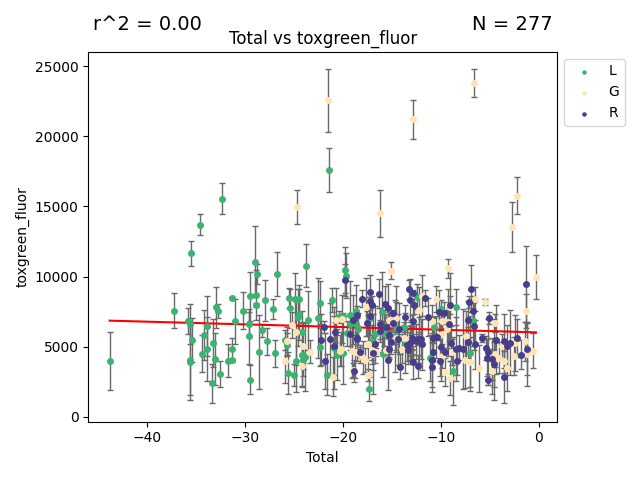 r^2 = 0.00
N = 277
Total vs toxgreen_fluor
25000
20000
15000
10000
5000
0
toxgreen_fluor
−40
−30
−20
−10
0
Total
L
G
R